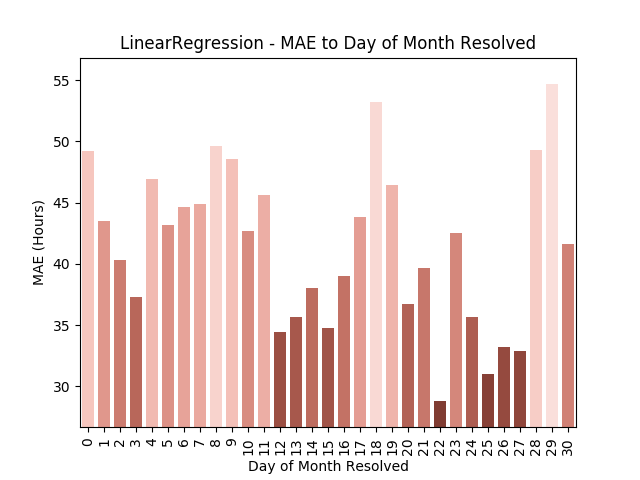 LinearRegression - MAE to Day of Month Resolved
55
50
45
40
35
30
MAE (Hours)
0 1 2 3 4 5 6 7 8 9 10 11 12 13 14 15 16 17 18 19 20 21 22 23 24 25 26 27 28 29 30
Day of Month Resolved